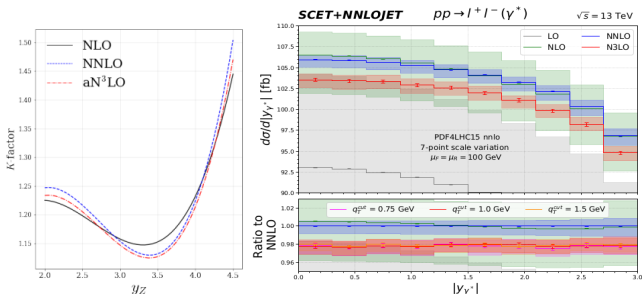 NLO
NNLO
aN³LO
K factor
1.40
1.35
1.30
1.25
1.20
1.15
2.0
2.5
3.0
3.5
4.0
4.5
y_Z
SCET+NNLOJET pp → l⁺l⁻(γ*) √s = 13 TeV
dσ/d|y_γ*| [fb]
110.0
107.5
105.0
102.5
100.0
97.5
95.0
92.5
90.0
LO NNLO
NLO N3LO
PDF4LHC15 nnlo
7-point scale variation
μ_F = μ_R = 100 GeV
Ratio to
NNLO
1.02
1.00
0.98
0.96
q_T^cut = 0.75 GeV q_T^cut = 1.0 GeV q_T^cut = 1.5 GeV
0.0 0.5 1.0 1.5 2.0 2.5 3.0
|y_γ*|